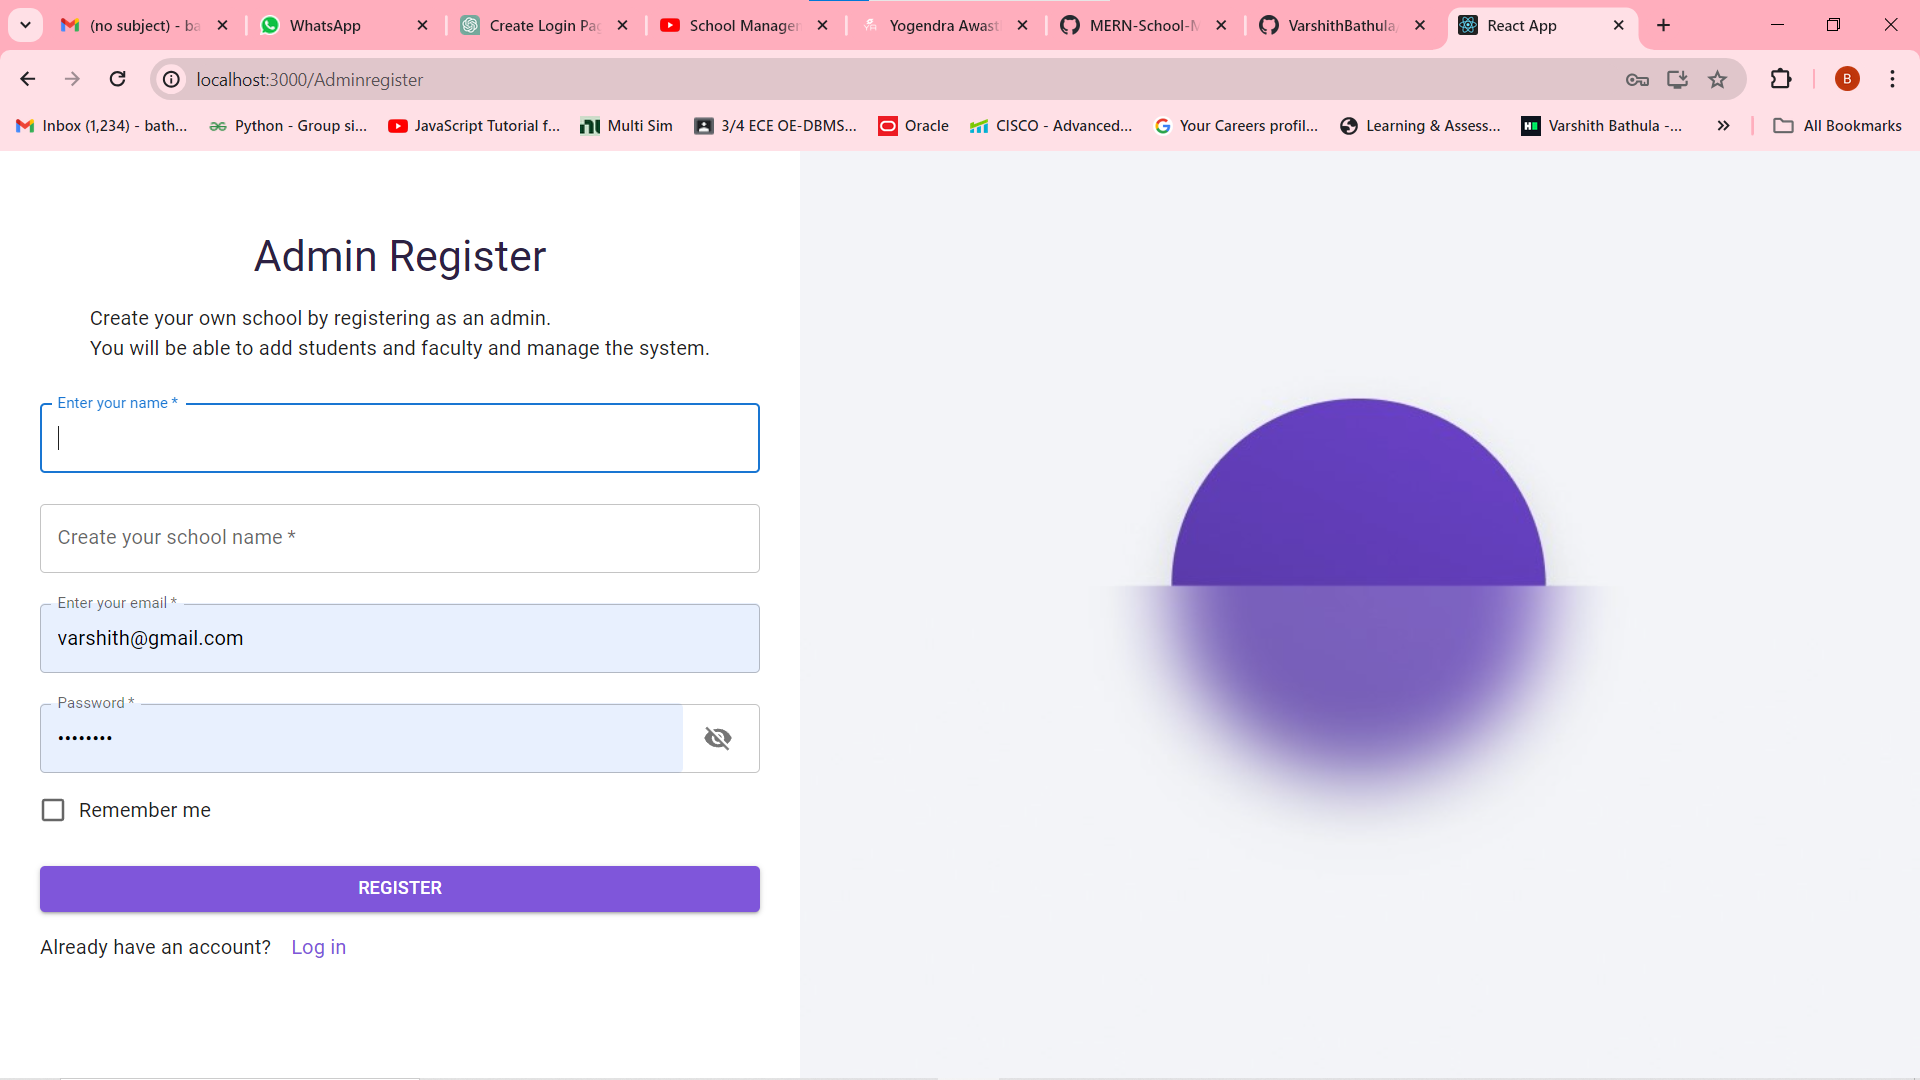 (no subject) - ba
WhatsApp
Create Login Pag
School Manager
Yogendra Awast
MERN-School-M
VarshithBathula/
React App
localhost:3000/Adminregister
B
Inbox (1,234) - bath...
Python - Group si...
JavaScript Tutorial f...
Multi Sim
3/4 ECE OE-DBMS...
Oracle
CISCO - Advanced...
Your Careers profil...
Learning & Assess...
Varshith Bathula -...
All Bookmarks
Admin Register
Create your own school by registering as an admin.
You will be able to add students and faculty and manage the system.
Enter your name *
Create your school name *
Enter your email *
varshith@gmail.com
Password *
••••••••
Remember me
REGISTER
Already have an account? Log in